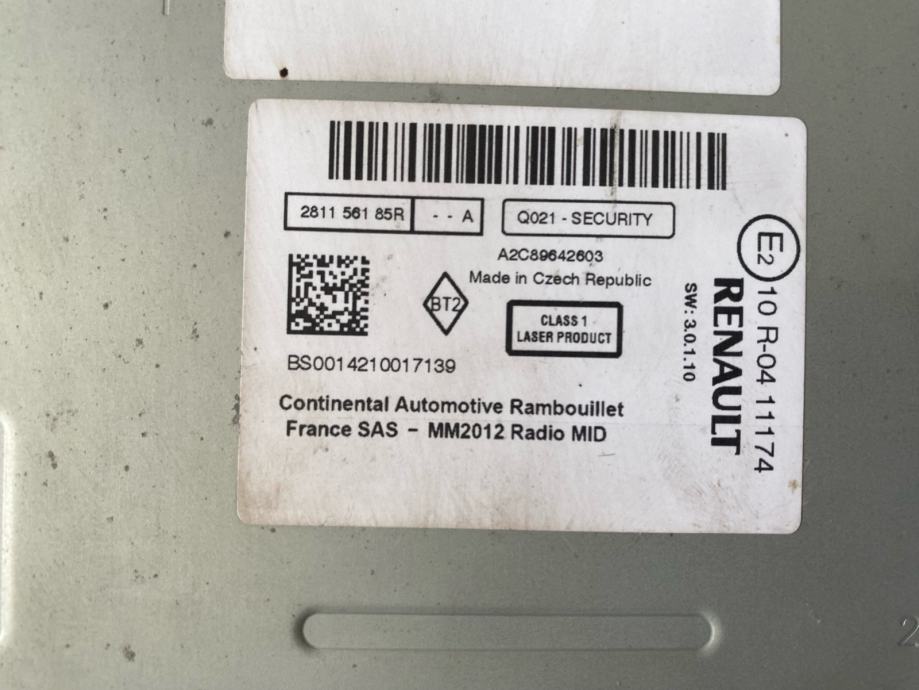 2811 561 85R - - A Q021 - SECURITY
A2C89642603
Made in Czech Republic
BT2
CLASS 1
LASER PRODUCT
BS0014210017139
Continental Automotive Rambouillet
France SAS - MM2012 Radio MID
SW: 3.0.1.10
RENAULT
E2 10 R-04 11174
2